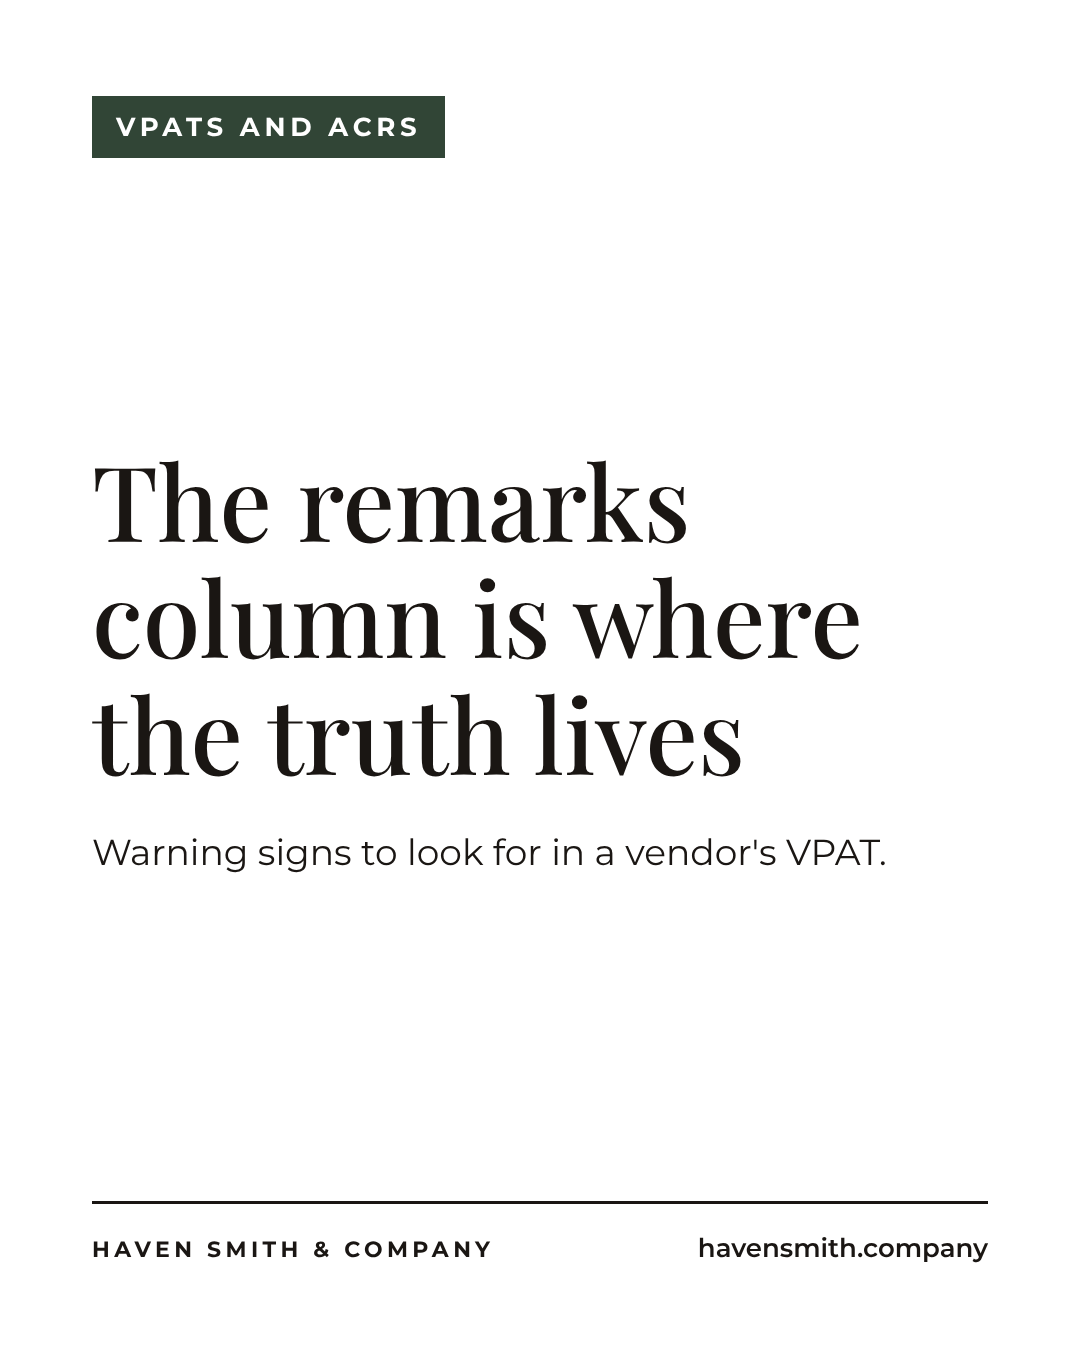 VPATS AND ACRS
The remarks
column is where
the truth lives
Warning signs to look for in a vendor's VPAT.
HAVEN SMITH & COMPANY
havensmith.company